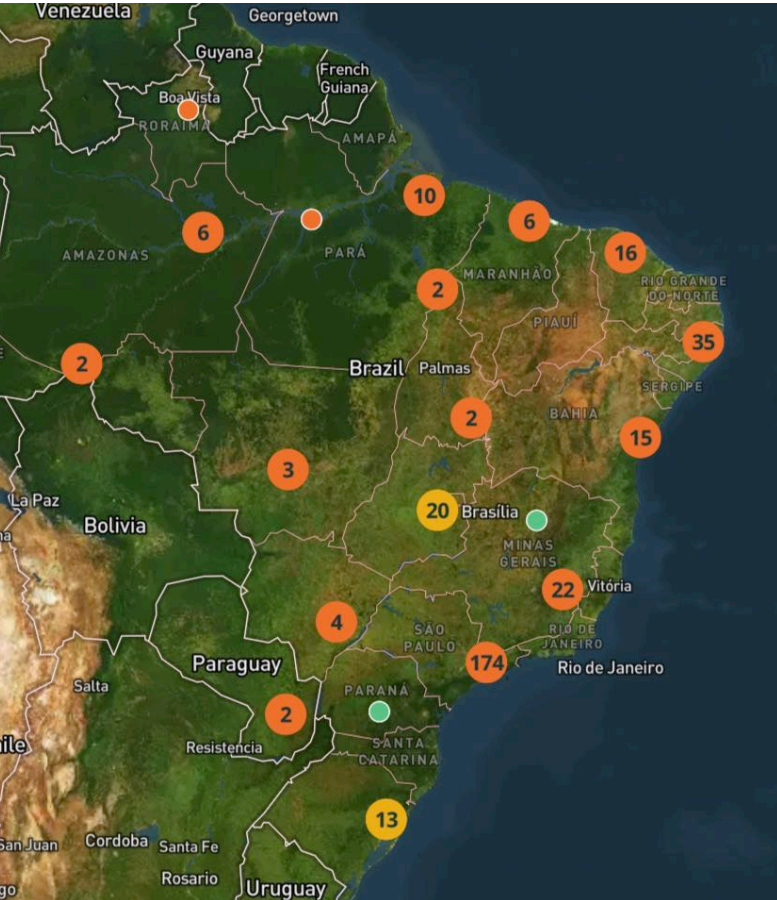 Venezuela
Georgetown
Guyana
French
Guiana
Boa Vista
RORAIMA
AMAPÁ
10
6
6
AMAZONAS
PARÁ
16
MARANHÃO
RIO GRANDE
DO NORTE
2
PIAUÍ
35
2
Brazil
Palmas
SERGIPE
2
BAHIA
15
3
La Paz
20
Brasília
Bolivia
MINAS
GERAIS
22
Vitória
4
SÃO
PAULO
RIO DE
JANEIRO
174
Rio de Janeiro
Paraguay
Salta
PARANÁ
2
Resistencia
SANTA
CATARINA
ile
13
San Juan
Cordoba
Santa Fe
Rosario
Uruguay
go